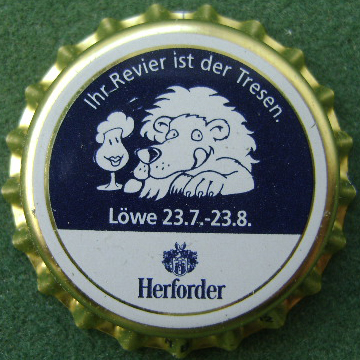 Ihr Revier ist der Tresen.
Löwe 23.7.-23.8.
Herforder